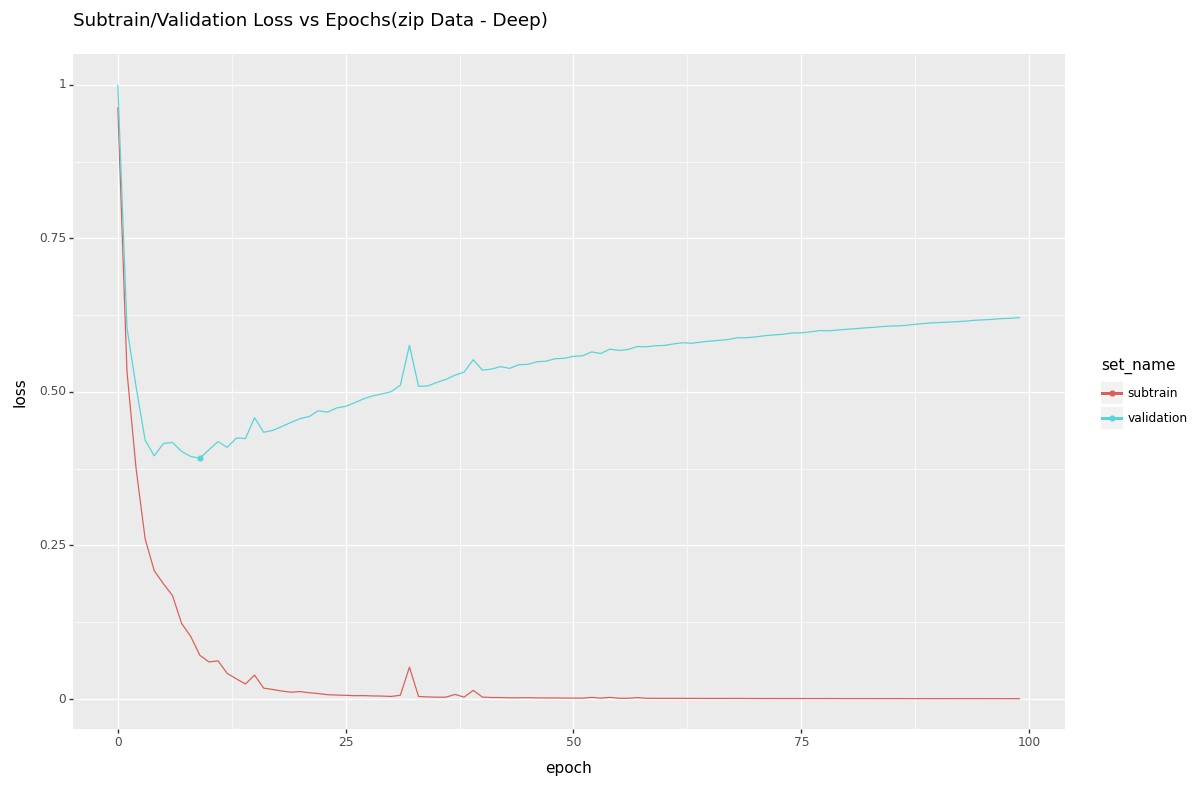 Subtrain/Validation Loss vs Epochs(zip Data - Deep)
1
0.75
0.50
0.25
0
loss
0 25 50 75 100
epoch
set_name
subtrain
validation